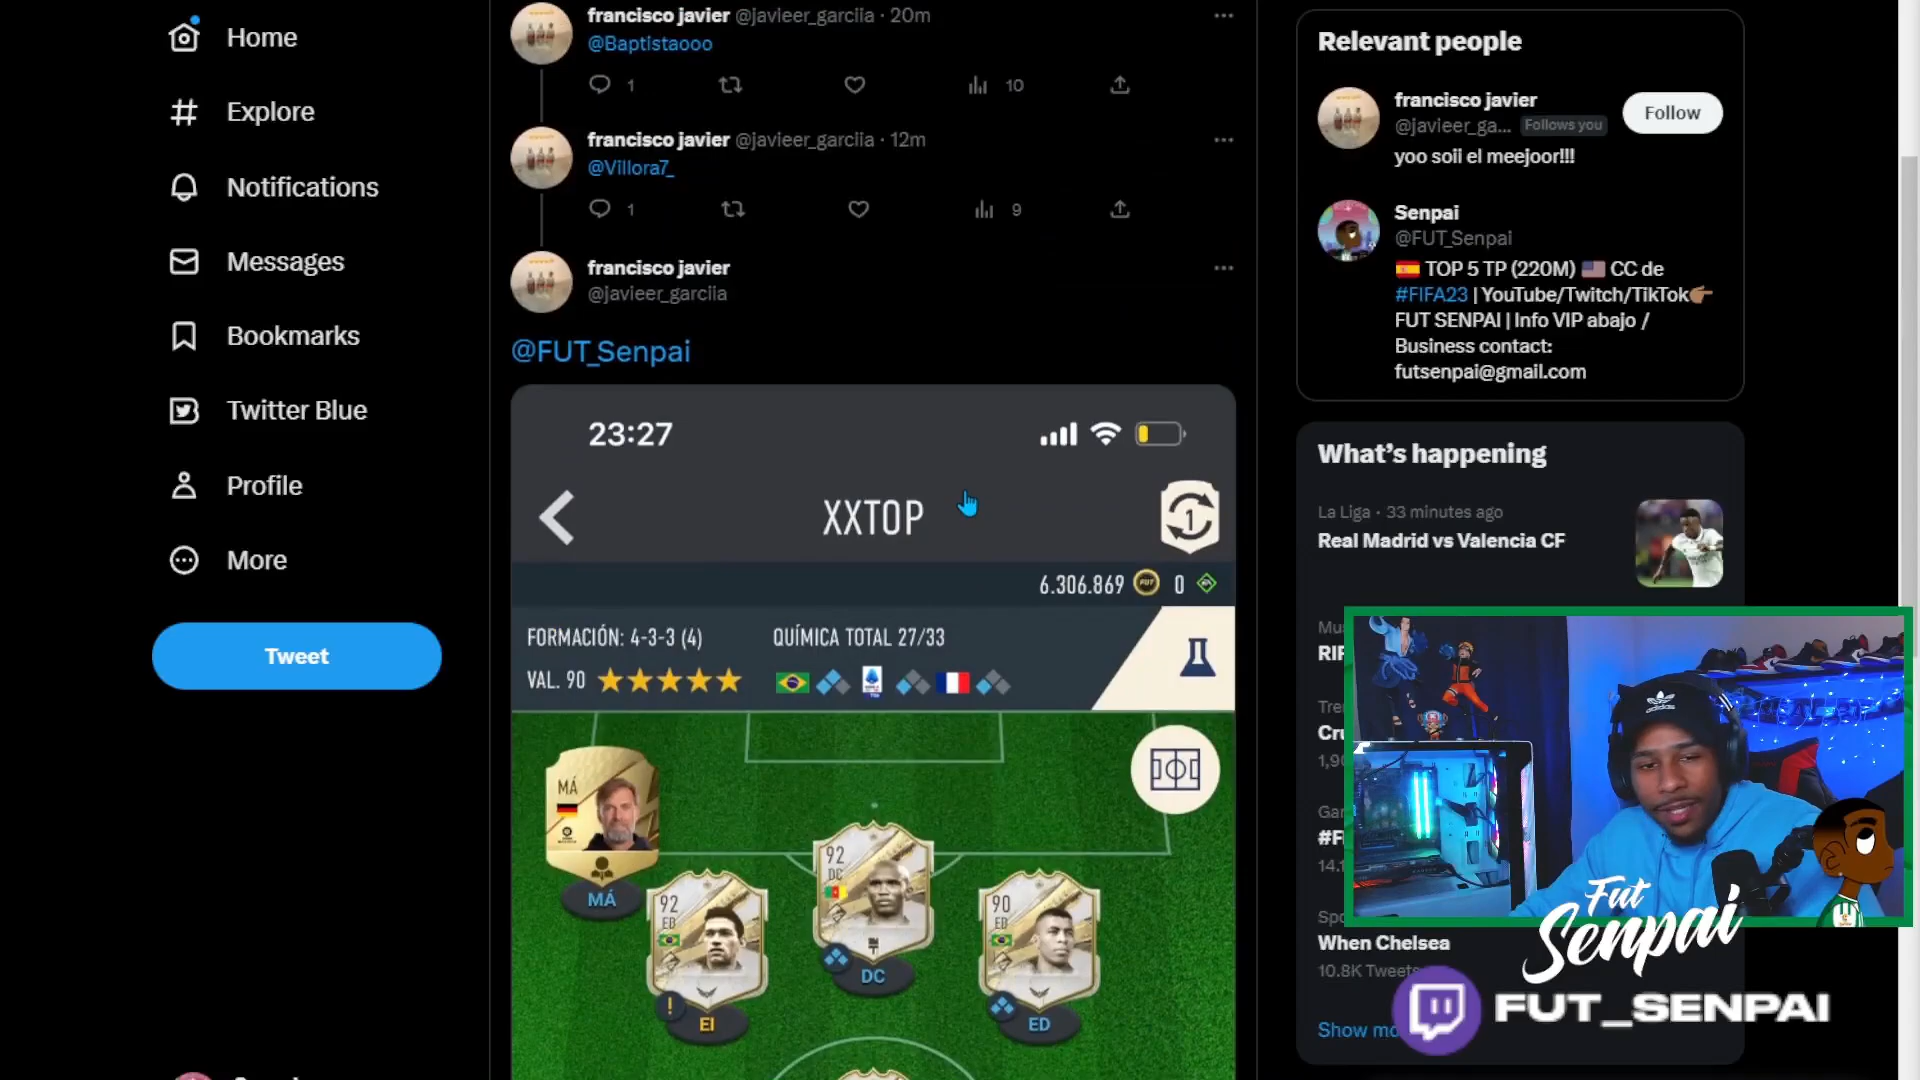 Home
Explore
Notifications
Messages
Bookmarks
Twitter Blue
Profile
More
Tweet
francisco javier @javieer_garciia · 20m
@Baptistaooo
1 10
francisco javier @javieer_garciia · 12m
@Villora7_
1 9
francisco javier
@javieer_garciia
@FUT_Senpai
23:27
XXTOP
1
6.306.869 FUT 0
FORMACIÓN: 4-3-3 (4) QUÍMICA TOTAL 27/33
VAL. 90
MÁ
MÁ
92
ED
EI
92
DC
DC
90
ED
ED
Relevant people
francisco javier
@javieer_ga... Follows you
Follow
yoo soii el meejoor!!!
Senpai
@FUT_Senpai
TOP 5 TP (220M) CC de
#FIFA23 | YouTube/Twitch/TikTok
FUT SENPAI | Info VIP abajo /
Business contact:
futsenpai@gmail.com
What's happening
La Liga · 33 minutes ago
Real Madrid vs Valencia CF
When Chelsea
10.8K Tweets
Fut
Senpai
FUT_SENPAI